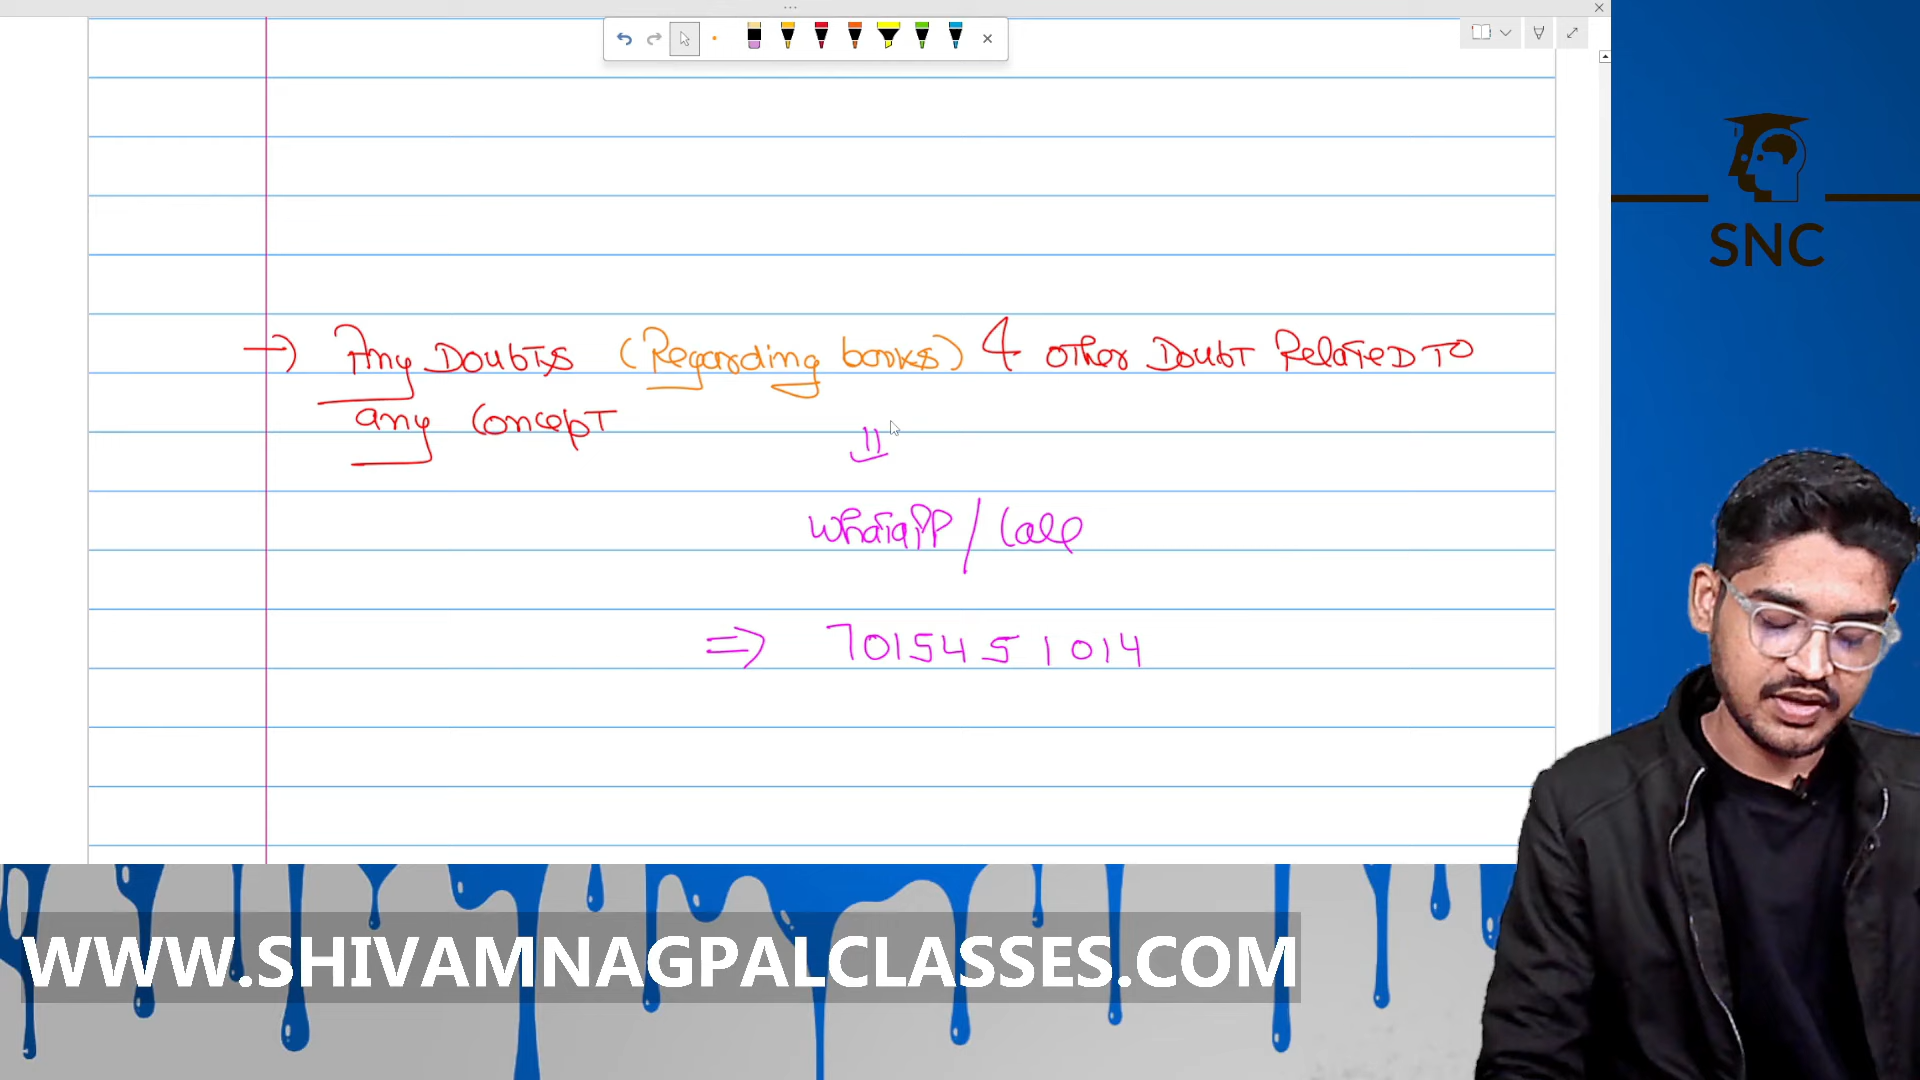 → Any Doubts (Regarding books) & other Doubt Related To
any Concept
⇓
Whatsapp / Call
⇒ 7015451014
SNC
WWW.SHIVAMNAGPALCLASSES.COM